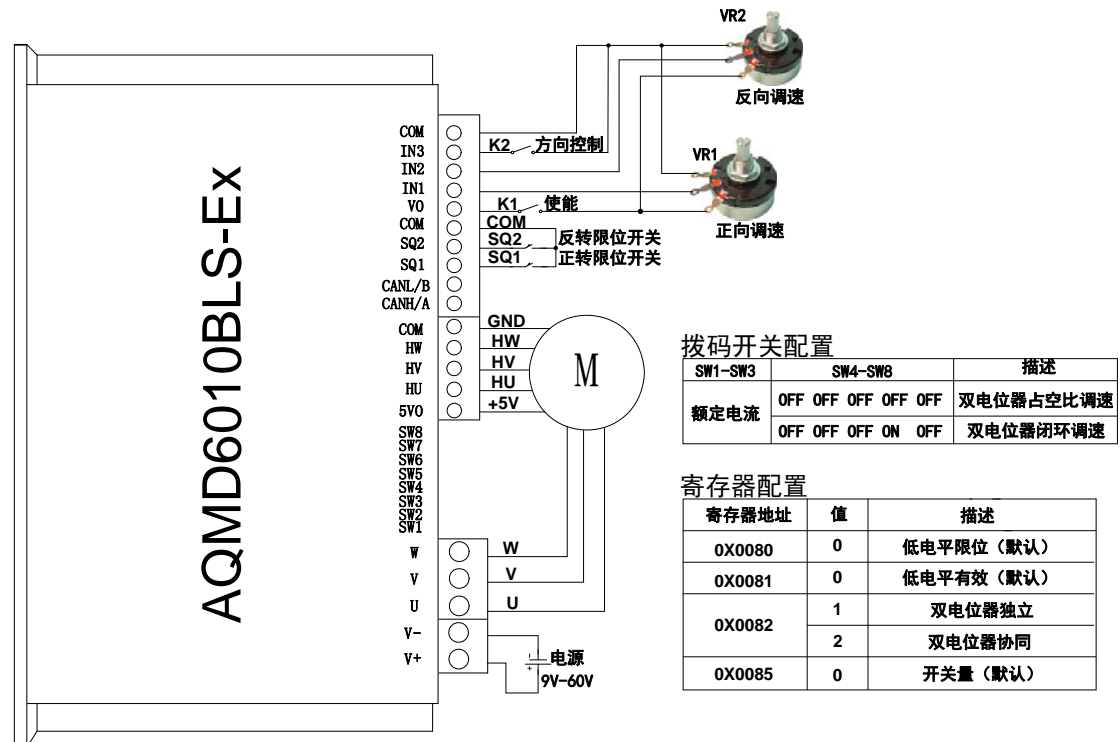 AQMD6010BLS-Ex
COM
IN3
IN2
IN1
VO
COM
SQ2
SQ1
CANL/B
CANH/A
COM
HW
HV
HU
5VO
SW8
SW7
SW6
SW5
SW4
SW3
SW2
SW1
W
V
U
V-
V+
K2 方向控制
K1 使能
COM
SQ2 反转限位开关
SQ1 正转限位开关
GND
HW
HV
HU
+5V
M
W
V
U
电源
9V-60V
VR2
反向调速
VR1
正向调速
拨码开关配置
SW1-SW3 SW4-SW8 描述
额定电流
OFF OFF OFF OFF OFF 双电位器占空比调速
OFF OFF OFF ON OFF 双电位器闭环调速
寄存器配置
寄存器地址 值 描述
0X0080 0 低电平限位（默认）
0X0081 0 低电平有效（默认）
0X0082
1 双电位器独立
2 双电位器协同
0X0085 0 开关量（默认）